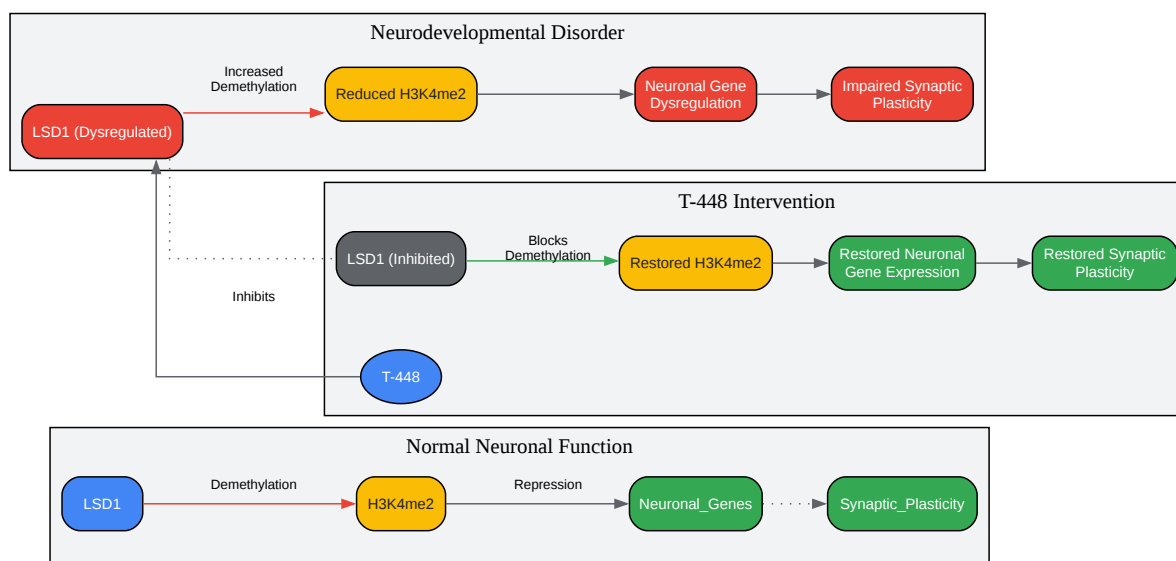 Neurodevelopmental Disorder
Increased
Demethylation
LSD1 (Dysregulated)
Reduced H3K4me2
Neuronal Gene
Dysregulation
Impaired Synaptic
Plasticity
T-448 Intervention
LSD1 (Inhibited)
Blocks
Demethylation
Restored H3K4me2
Restored Neuronal
Gene Expression
Restored Synaptic
Plasticity
Inhibits
T-448
Normal Neuronal Function
LSD1
Demethylation
H3K4me2
Repression
Neuronal_Genes
Synaptic_Plasticity